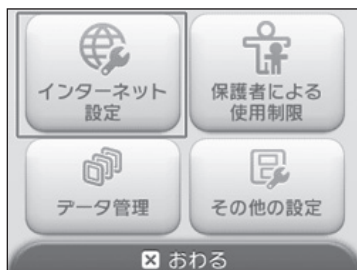 インターネット
設定
保護者による
使用制限
データ管理
その他の設定
おわる